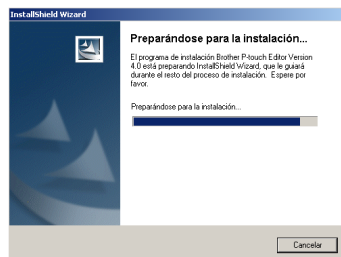 InstallShield Wizard
Preparándose para la instalación...
El programa de instalación Brother P-touch Editor Version
4.0 está preparando InstallShield Wizard, que le guiará
durante el resto del proceso de instalación. Espere por
favor.
Preparándose para la instalación...
Cancelar